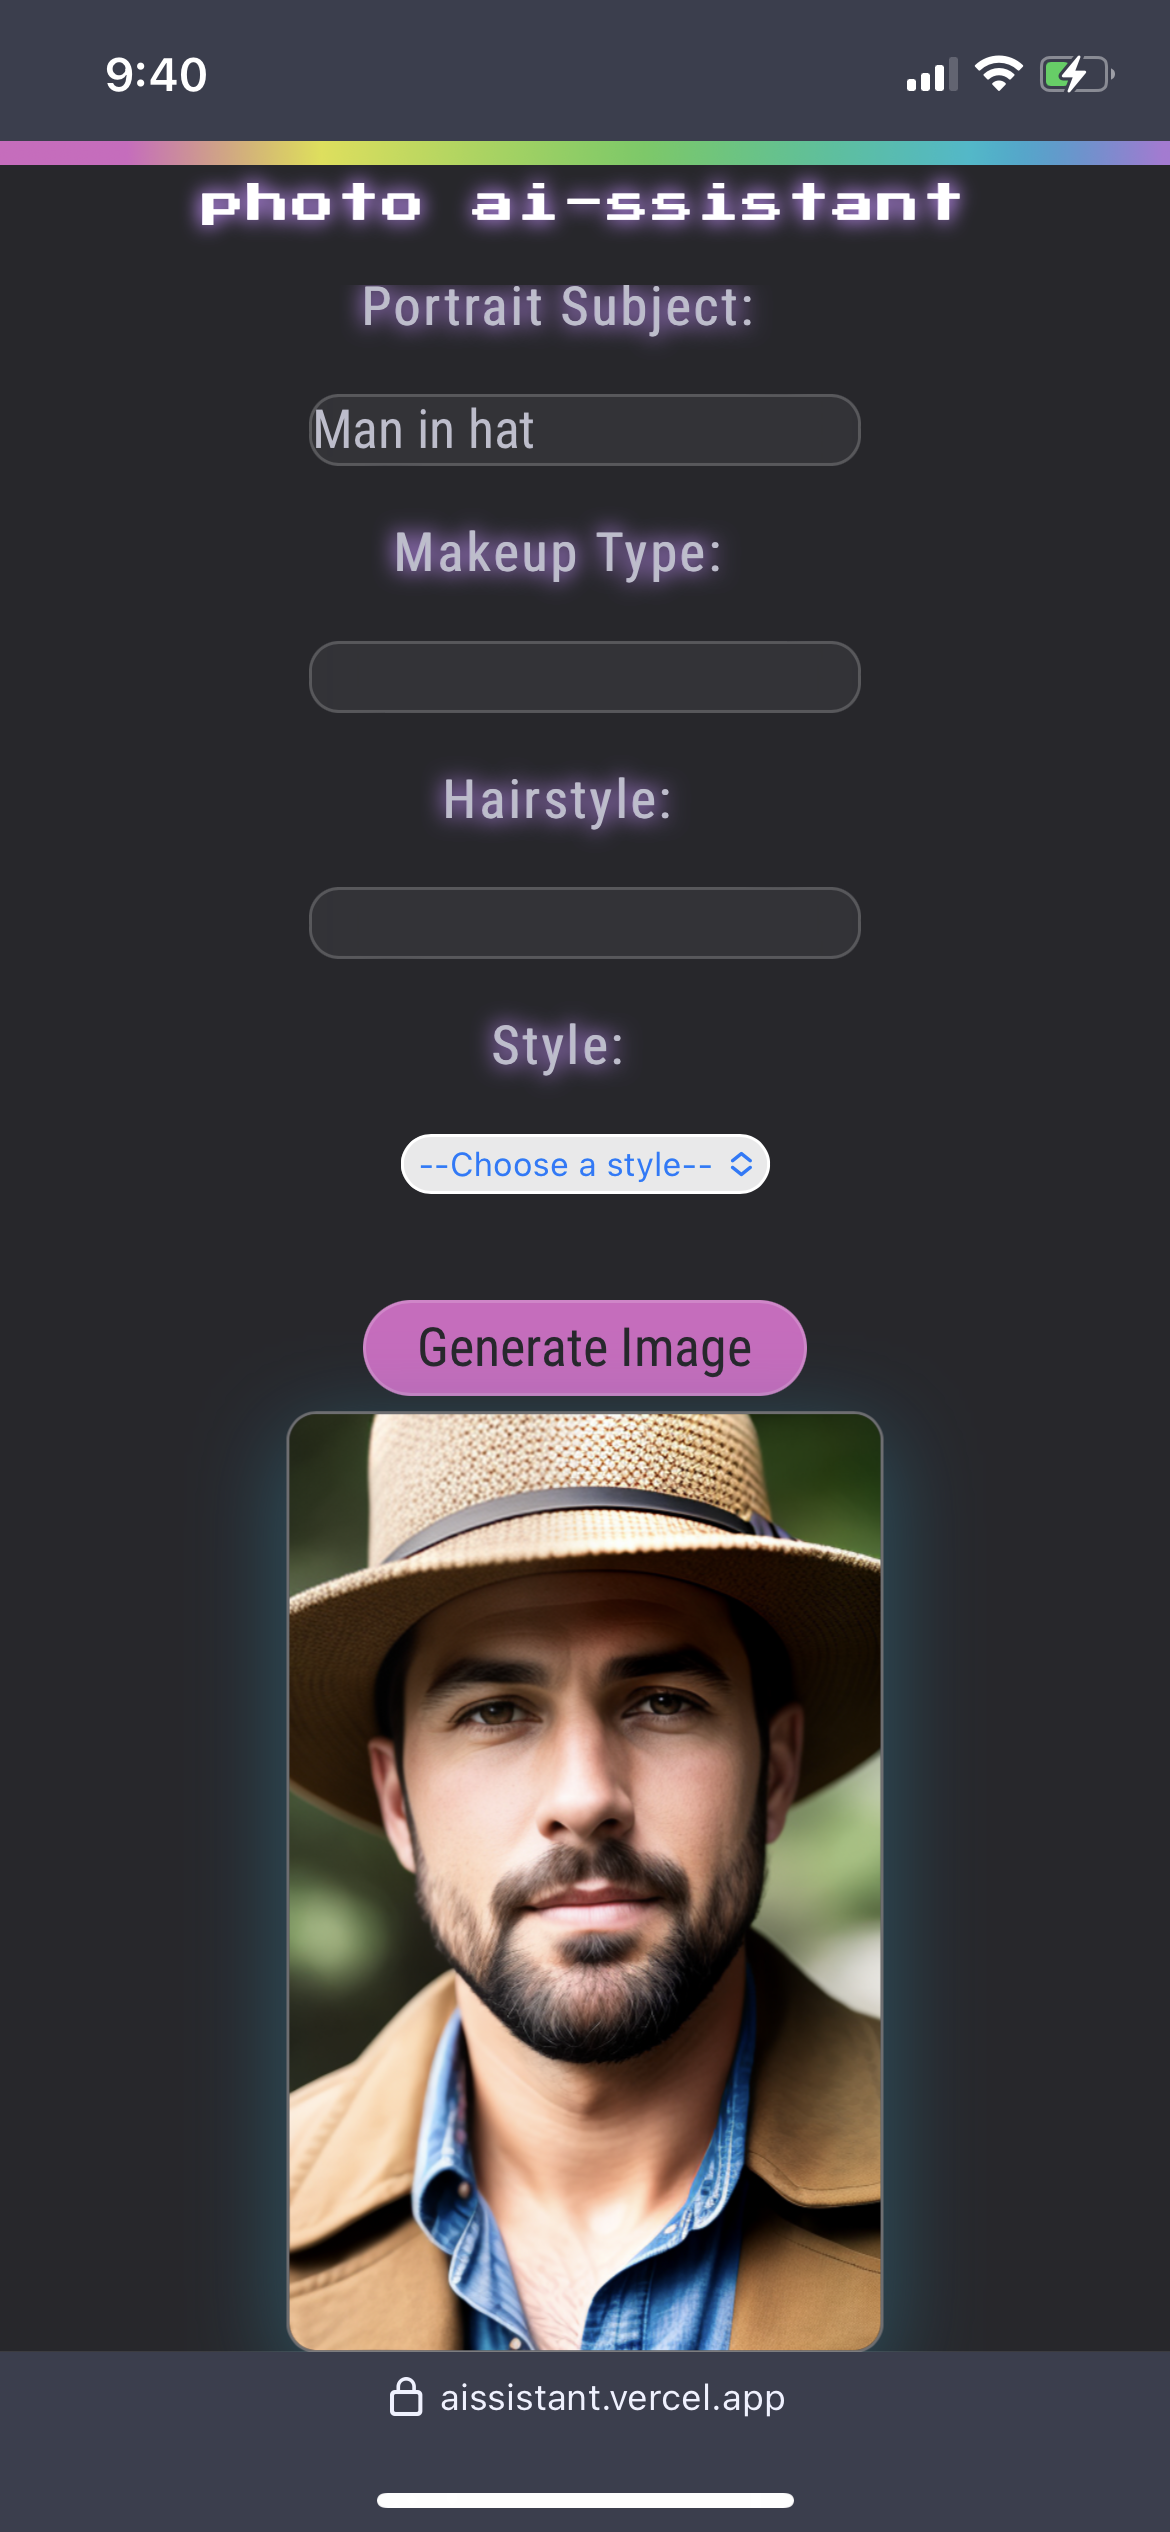 9:40
photo ai-ssistant
Portrait Subject:
Man in hat
Makeup Type:
Hairstyle:
Style:
--Choose a style--
Generate Image
aissistant.vercel.app